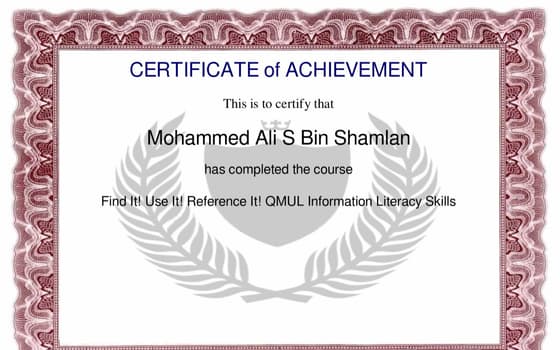 CERTIFICATE of ACHIEVEMENT
This is to certify that
Mohammed Ali S Bin Shamlan
has completed the course
Find It! Use It! Reference It! QMUL Information Literacy Skills